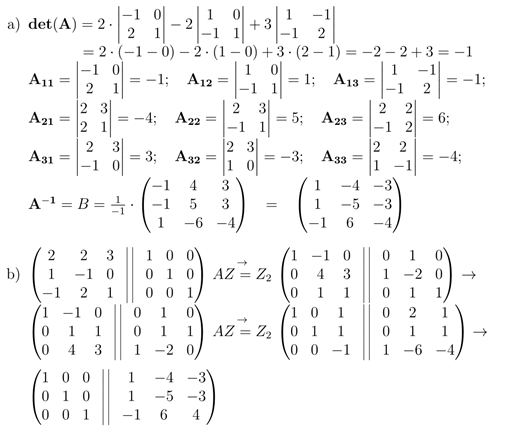 a) det(A) = 2 · |−1 0; 2 1| − 2 |1 0; −1 1| + 3 |1 −1; −1 2|
= 2 · (−1 − 0) − 2 · (1 − 0) + 3 · (2 − 1) = −2 − 2 + 3 = −1
A₁₁ = |−1 0; 2 1| = −1; A₁₂ = |1 0; −1 1| = 1; A₁₃ = |1 −1; −1 2| = −1;
A₂₁ = |2 3; 2 1| = −4; A₂₂ = |2 3; −1 1| = 5; A₂₃ = |2 2; −1 2| = 6;
A₃₁ = |2 3; −1 0| = 3; A₃₂ = |2 3; 1 0| = −3; A₃₃ = |2 2; 1 −1| = −4;
A⁻¹ = B = 1/−1 · (−1 4 3; −1 5 3; 1 −6 −4) = (1 −4 −3; 1 −5 −3; −1 6 −4)
b) (2 2 3 || 1 0 0; 1 −1 0 || 0 1 0; −1 2 1 || 0 0 1) AZ =→ Z₂ (1 −1 0 || 0 1 0; 0 4 3 || 1 −2 0; 0 1 1 || 0 1 1) →
(1 −1 0 || 0 1 0; 0 1 1 || 0 1 1; 0 4 3 || 1 −2 0) AZ =→ Z₂ (1 0 1 || 0 2 1; 0 1 1 || 0 1 1; 0 0 −1 || 1 −6 −4) →
(1 0 0 || 1 −4 −3; 0 1 0 || 1 −5 −3; 0 0 1 || −1 6 4)